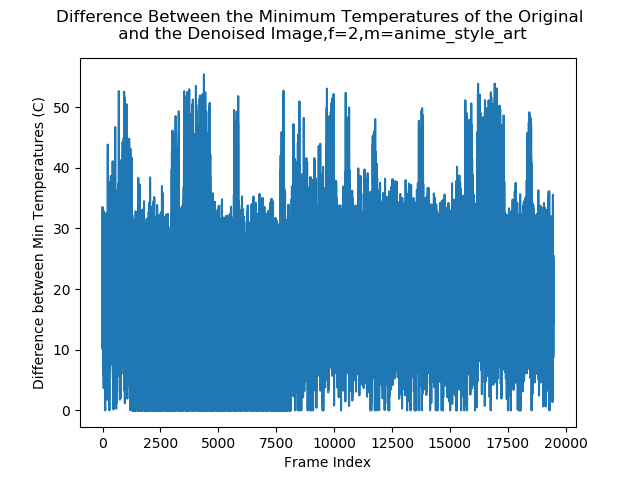 Difference Between the Minimum Temperatures of the Original
and the Denoised Image,f=2,m=anime_style_art
Difference between Min Temperatures (C)
50
40
30
20
10
0
0 2500 5000 7500 10000 12500 15000 17500 20000
Frame Index